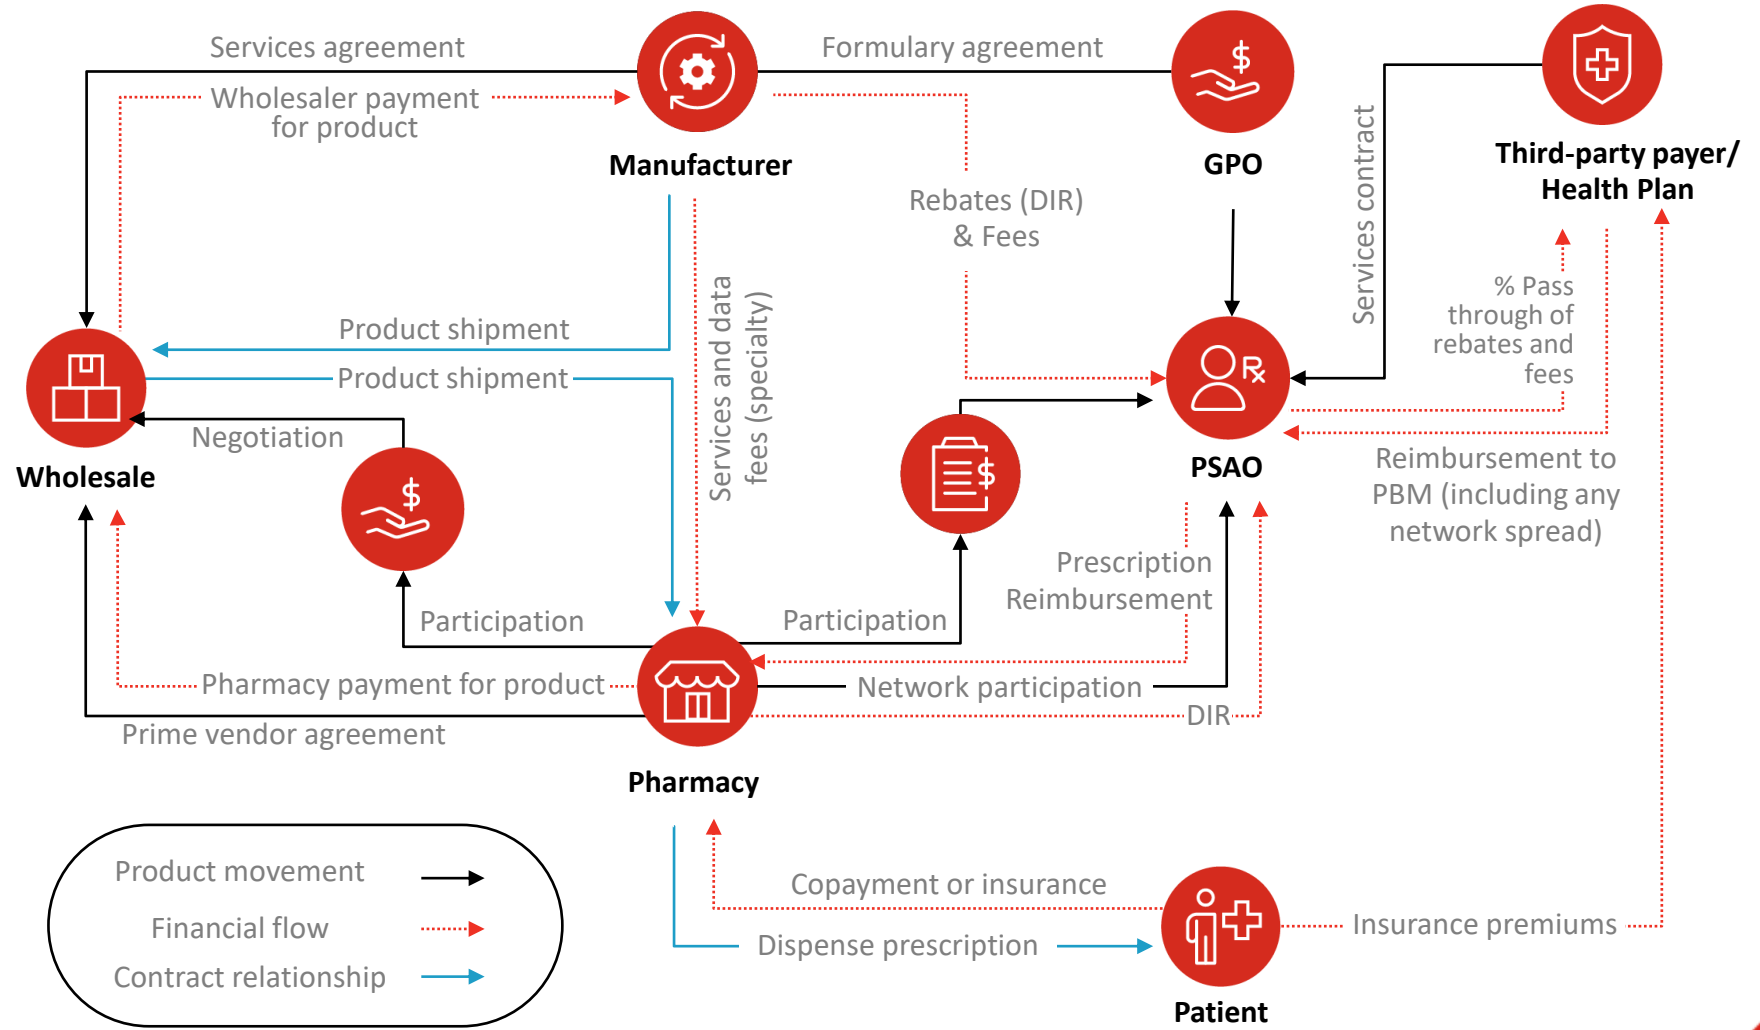 Services agreement
Formulary agreement
Wholesaler payment
for product
Manufacturer
GPO
Third-party payer/
Health Plan
Services contract
Rebates (DIR)
& Fees
% Pass
through of
rebates and
fees
Services and data
fees (specialty)
Product shipment
Product shipment
Negotiation
Wholesale
$
$
$
℞
PSAO
Reimbursement to
PBM (including any
network spread)
Prescription
Reimbursement
Participation
Participation
Pharmacy payment for product
Network participation
DIR
Prime vendor agreement
Pharmacy
Product movement
Financial flow
Contract relationship
Copayment or insurance
Dispense prescription
Insurance premiums
Patient